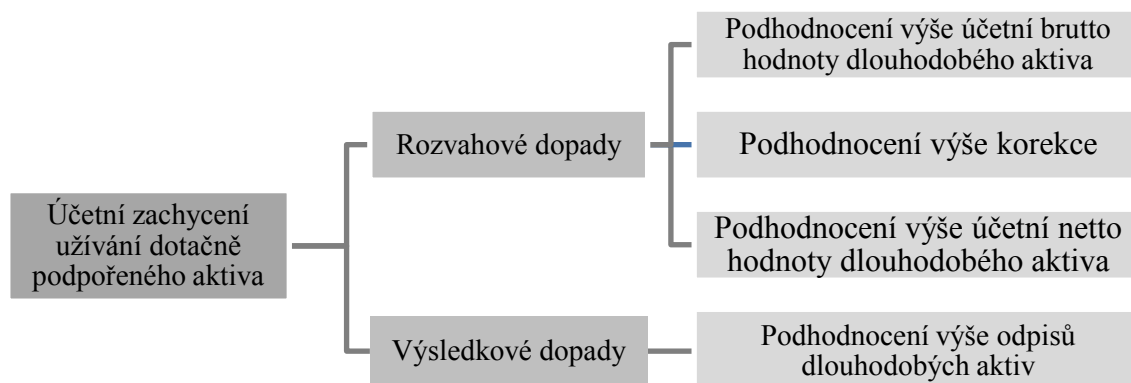 Účetní zachycení
užívání dotačně
podpořeného aktiva
Rozvahové dopady
Podhodnocení výše účetní brutto
hodnoty dlouhodobého aktiva
Podhodnocení výše korekce
Podhodnocení výše účetní netto
hodnoty dlouhodobého aktiva
Výsledkové dopady
Podhodnocení výše odpisů
dlouhodobých aktiv